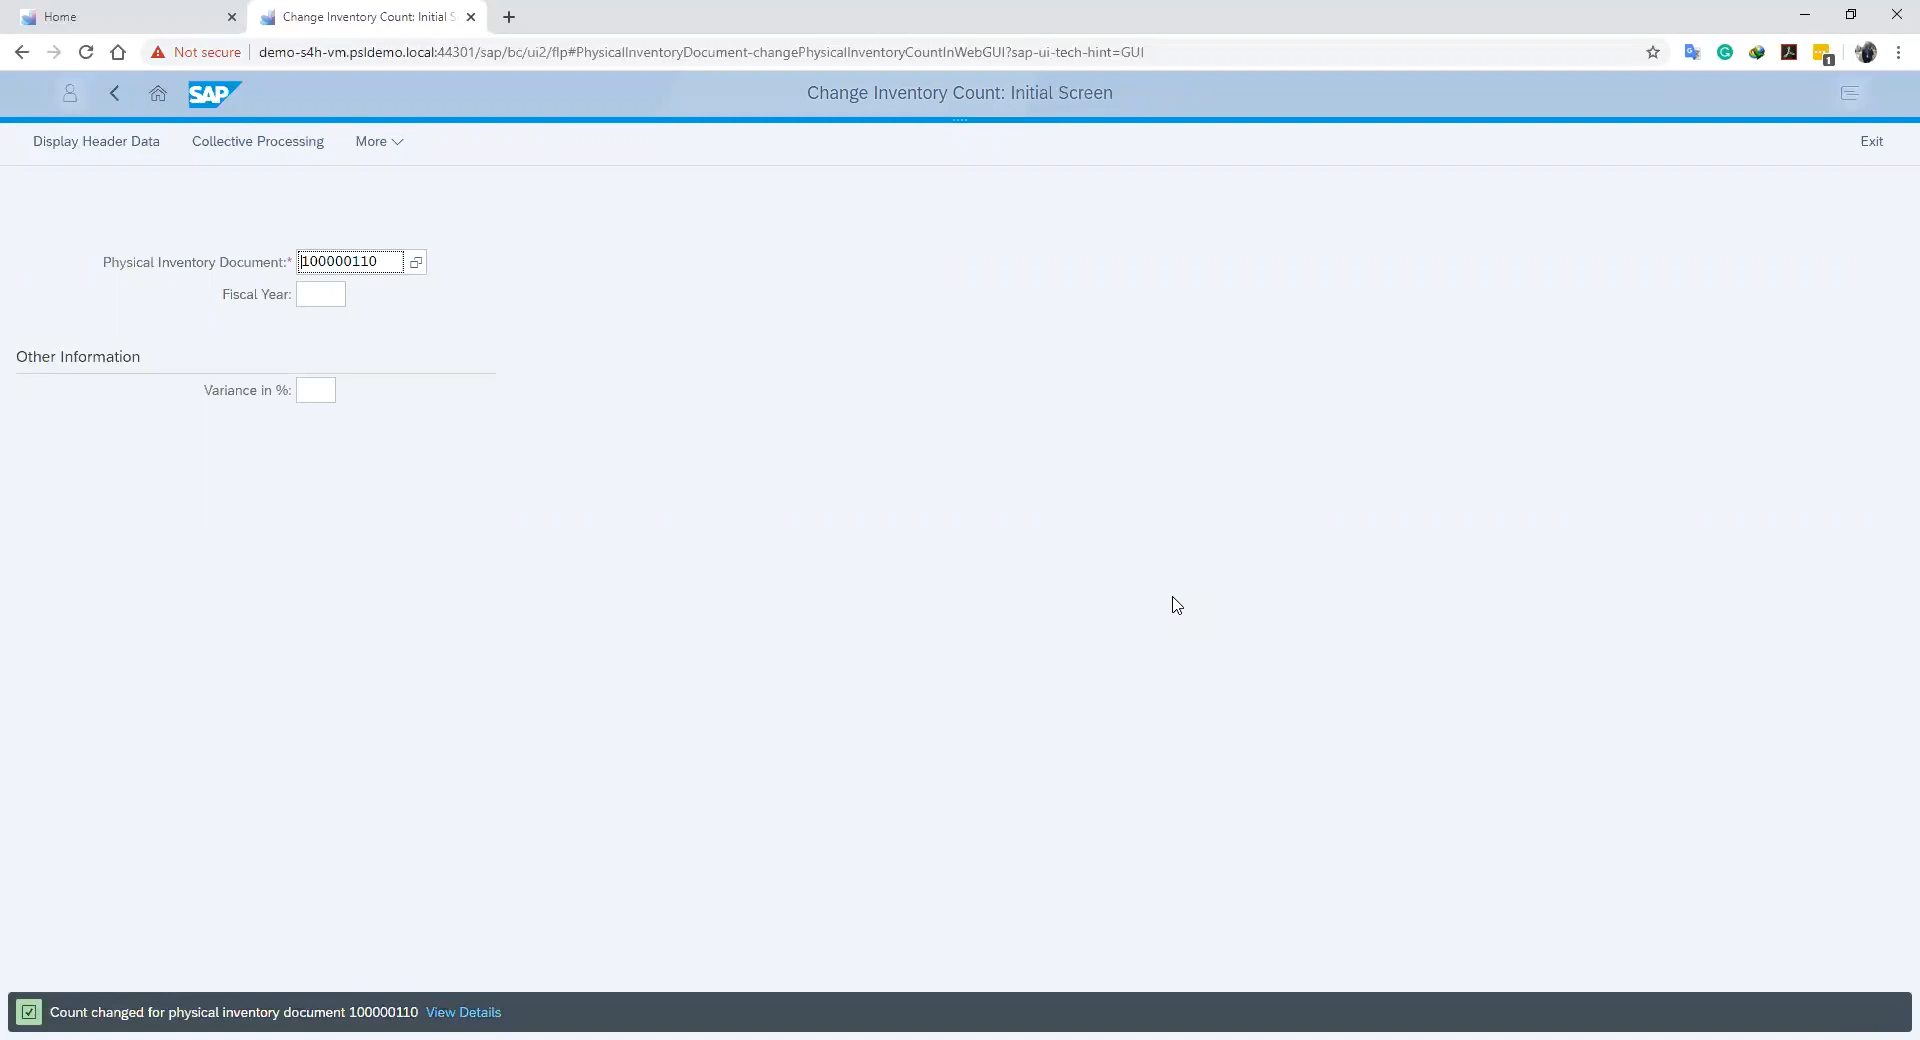 Home
Change Inventory Count: Initial S
Not secure
demo-s4h-vm.psldemo.local:44301/sap/bc/ui2/flp#PhysicalInventoryDocument-changePhysicalInventoryCountInWebGUI?sap-ui-tech-hint=GUI
1
SAP
Change Inventory Count: Initial Screen
Display Header Data Collective Processing More Exit
Physical Inventory Document:* 100000110
Fiscal Year:
Other Information
Variance in %:
Count changed for physical inventory document 100000110 View Details